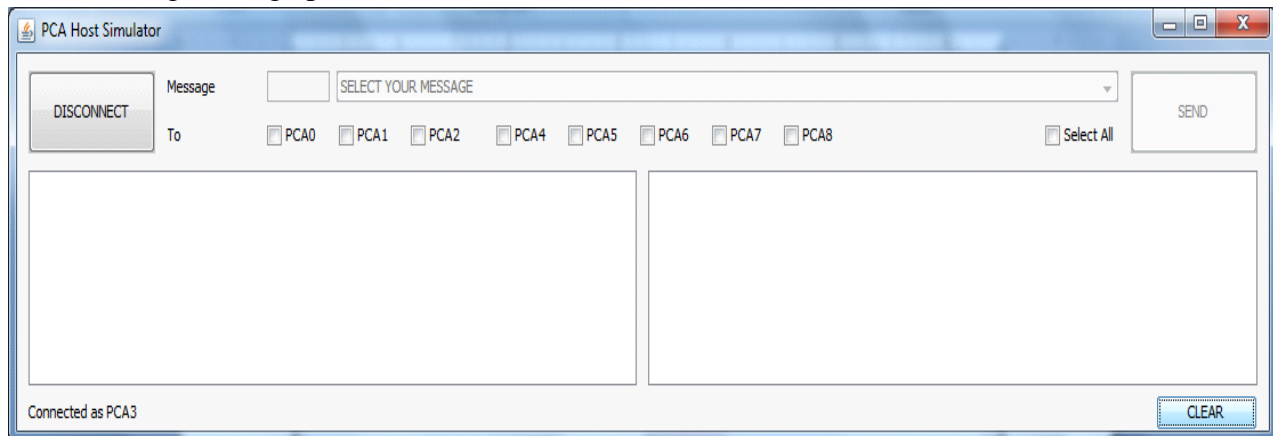 PCA Host Simulator
DISCONNECT
Message
SELECT YOUR MESSAGE
To
PCA0 PCA1 PCA2 PCA4 PCA5 PCA6 PCA7 PCA8 Select All
SEND
Connected as PCA3
CLEAR